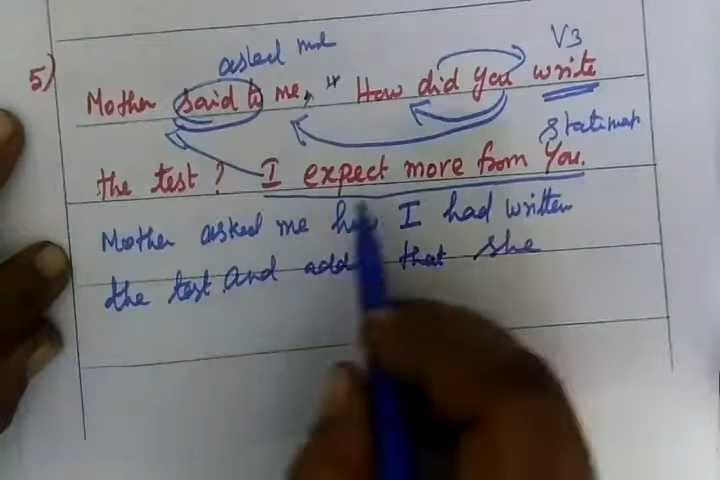 asked me V3
5) Mother said to me, " How did you write
the test ? I expect more from You.
Mother asked me how I had written
the test and that she